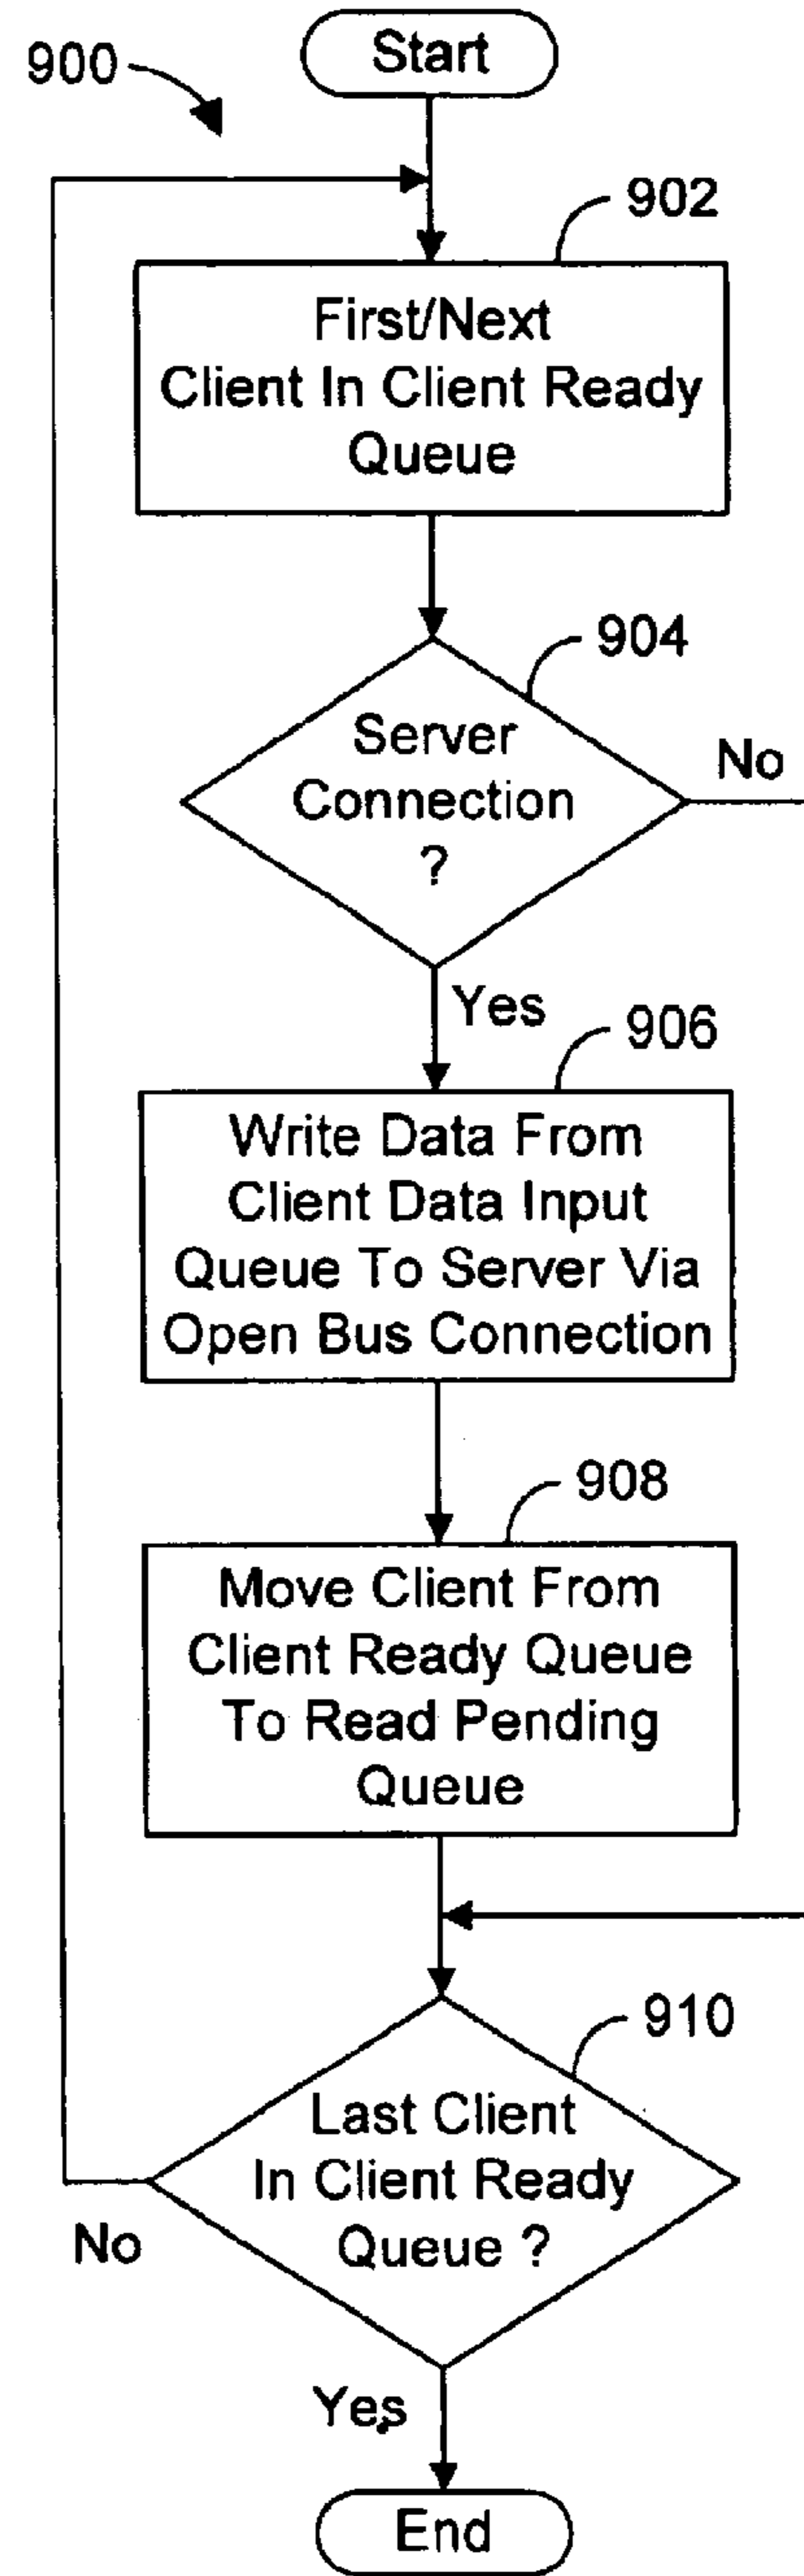 Start
900
902
First/Next
Client In Client Ready
Queue
904
Server
Connection
?
No
Yes
906
Write Data From
Client Data Input
Queue To Server Via
Open Bus Connection
908
Move Client From
Client Ready Queue
To Read Pending
Queue
910
Last Client
In Client Ready
Queue ?
No
Yes
End